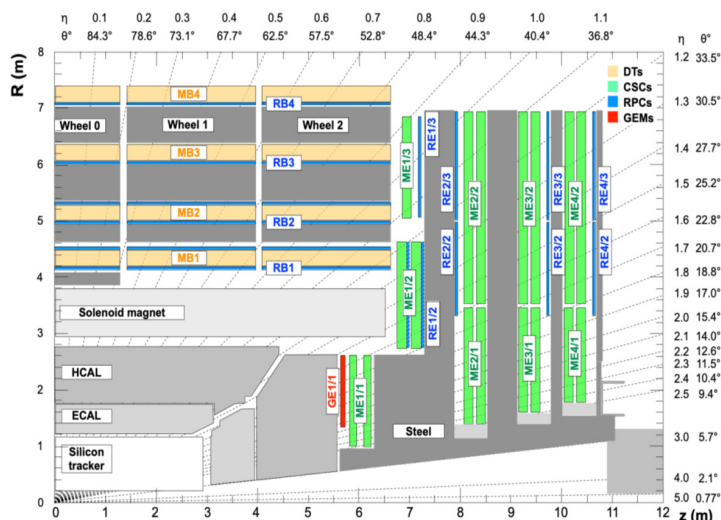 η 0.1 0.2 0.3 0.4 0.5 0.6 0.7 0.8 0.9 1.0 1.1
θ° 84.3° 78.6° 73.1° 67.7° 62.5° 57.5° 52.8° 48.4° 44.3° 40.4° 36.8° η θ°
R (m)
8
7
6
5
4
3
2
1
0
1.2 33.5°
1.3 30.5°
1.4 27.7°
1.5 25.2°
1.6 22.8°
1.7 20.7°
1.8 18.8°
1.9 17.0°
2.0 15.4°
2.1 14.0°
2.2 12.6°
2.3 11.5°
2.4 10.4°
2.5 9.4°
3.0 5.7°
4.0 2.1°
5.0 0.77°
DTs
CSCs
RPCs
GEMs
MB4
RB4
Wheel 0
Wheel 1
Wheel 2
MB3
RB3
MB2
RB2
MB1
RB1
Solenoid magnet
HCAL
ECAL
Silicon
tracker
Steel
GE1/1
ME1/1
ME1/2
ME1/3
RE1/2
RE1/3
RE2/2
RE2/3
ME2/1
ME2/2
ME3/1
ME3/2
RE3/2
RE3/3
ME4/1
ME4/2
RE4/2
RE4/3
0 1 2 3 4 5 6 7 8 9 10 11 12
z (m)